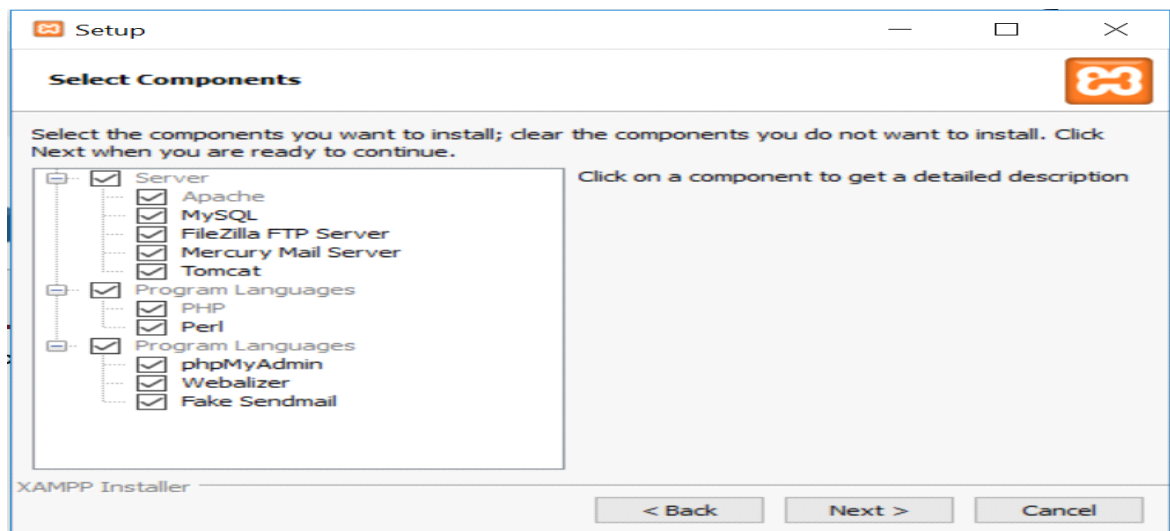 Setup
Select Components
Select the components you want to install; clear the components you do not want to install. Click
Next when you are ready to continue.
Server
Apache
MySQL
FileZilla FTP Server
Mercury Mail Server
Tomcat
Program Languages
PHP
Perl
Program Languages
phpMyAdmin
Webalizer
Fake Sendmail
Click on a component to get a detailed description
XAMPP Installer
< Back
Next >
Cancel